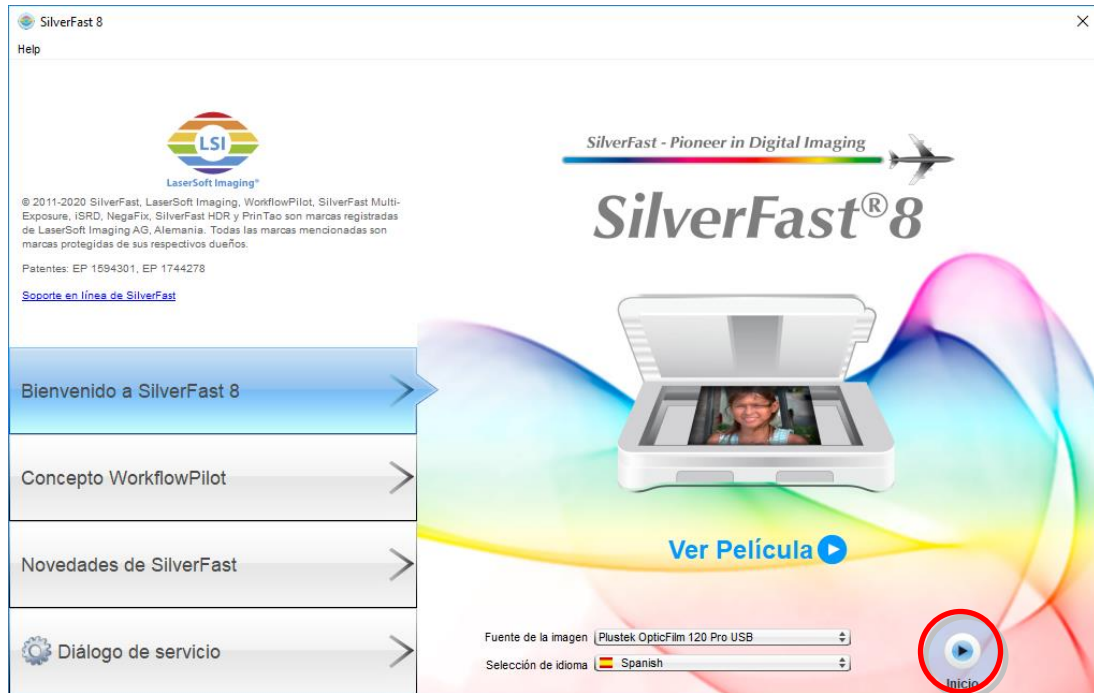 SilverFast 8
Help
LSI
LaserSoft Imaging®
© 2011-2020 SilverFast, LaserSoft Imaging, WorkflowPilot, SilverFast Multi-
Exposure, iSRD, NegaFix, SilverFast HDR y PrinTao son marcas registradas
de LaserSoft Imaging AG, Alemania. Todas las marcas mencionadas son
marcas protegidas de sus respectivos dueños.
Patentes: EP 1594301, EP 1744278
Soporte en línea de SilverFast
Bienvenido a SilverFast 8
Concepto WorkflowPilot
Novedades de SilverFast
Diálogo de servicio
SilverFast - Pioneer in Digital Imaging
SilverFast®8
Ver Película
Fuente de la imagen Plustek OpticFilm 120 Pro USB
Selección de idioma Spanish
Inicio